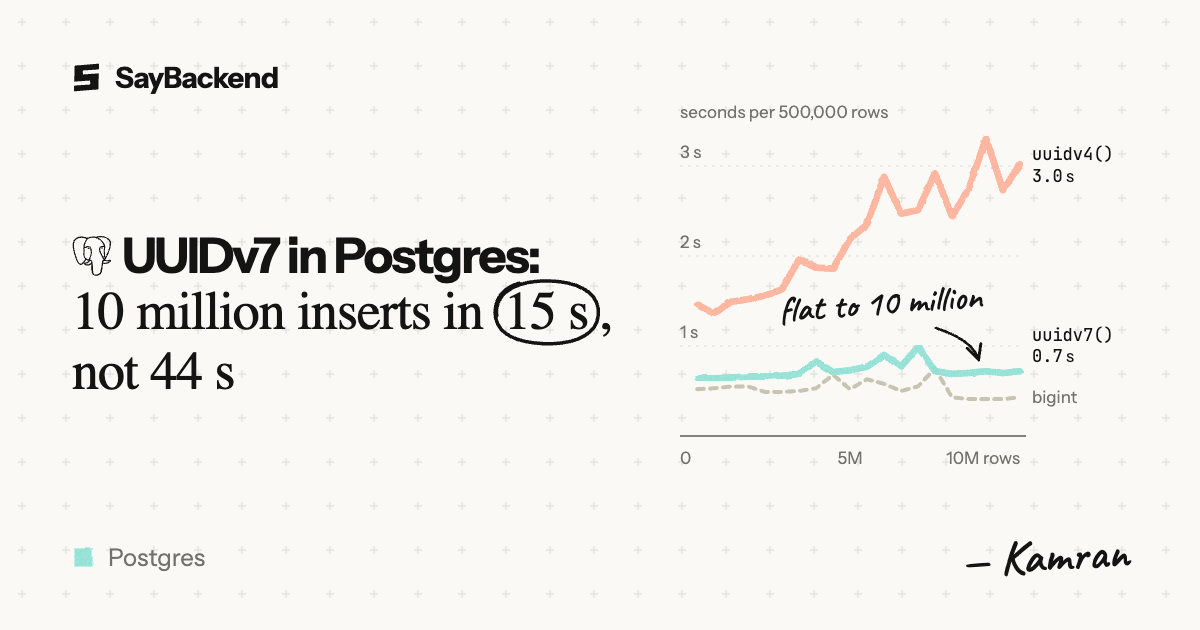 SayBackend
UUIDv7 in Postgres:
10 million inserts in 15 s,
not 44 s
seconds per 500,000 rows
3 s
2 s
1 s
uuidv4()
3.0 s
flat to 10 million
uuidv7()
0.7 s
bigint
0
5M
10M rows
Postgres
– Kamran